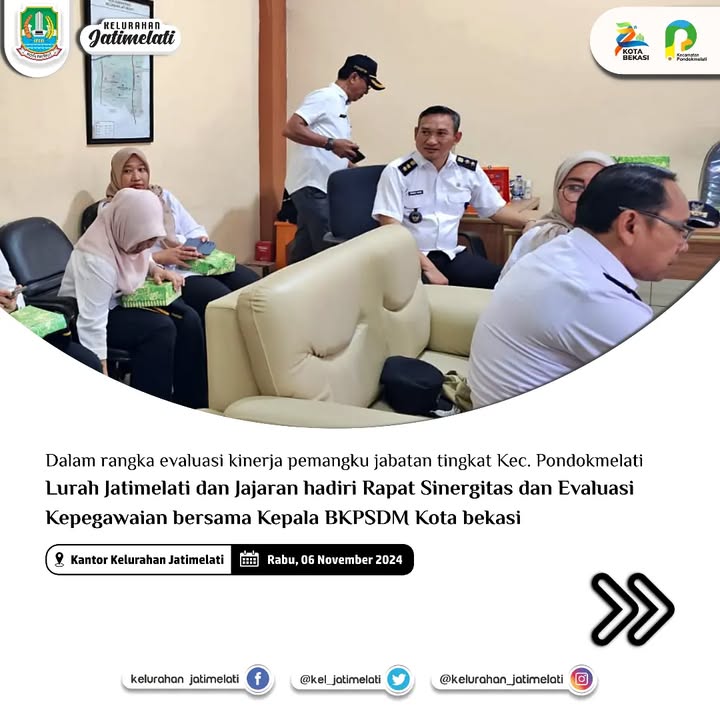 KELURAHAN
Jatimelati
KOTA
BEKASI
Kecamatan
Pondokmelati
Dalam rangka evaluasi kinerja pemangku jabatan tingkat Kec. Pondokmelati
Lurah Jatimelati dan Jajaran hadiri Rapat Sinergitas dan Evaluasi
Kepegawaian bersama Kepala BKPSDM Kota bekasi
Kantor Kelurahan Jatimelati
Rabu, 06 November 2024
kelurahan jatimelati
@kel_jatimelati
@kelurahan_jatimelati